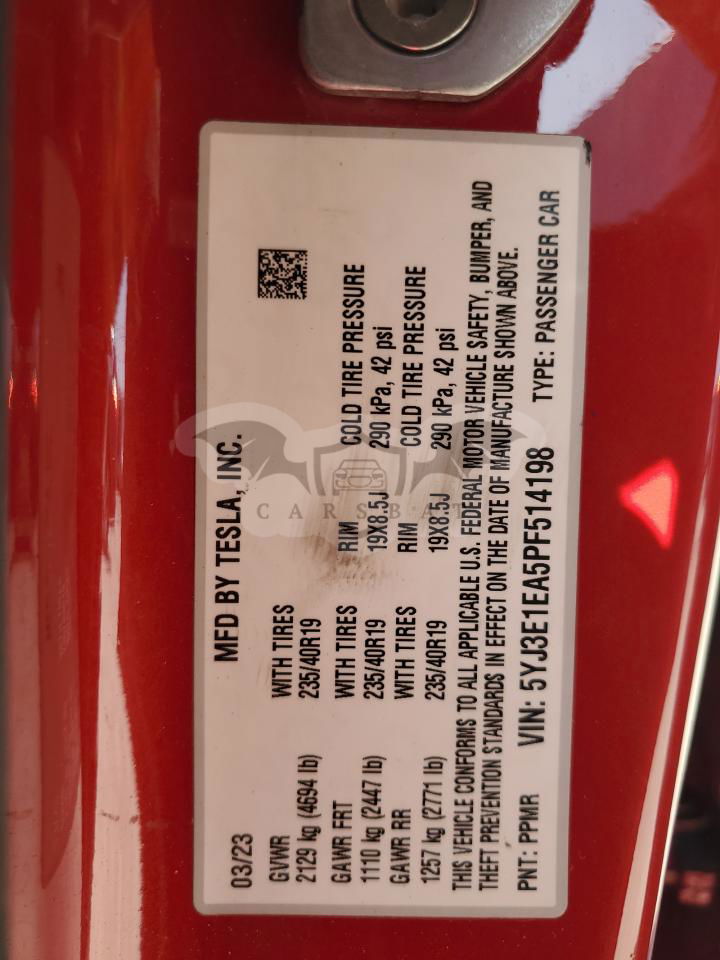 MFD BY TESLA, INC.
03/23
GVWR WITH TIRES RIM COLD TIRE PRESSURE
2129 kg (4694 lb) 235/40R19 19X8.5J 290 kPa, 42 psi
GAWR FRT WITH TIRES RIM COLD TIRE PRESSURE
1110 kg (2447 lb) 235/40R19 19X8.5J 290 kPa, 42 psi
GAWR RR WITH TIRES
1257 kg (2771 lb) 235/40R19
THIS VEHICLE CONFORMS TO ALL APPLICABLE U.S. FEDERAL MOTOR VEHICLE SAFETY, BUMPER, AND
THEFT PREVENTION STANDARDS IN EFFECT ON THE DATE OF MANUFACTURE SHOWN ABOVE.
PNT: PPMR VIN: 5YJ3E1EA5PF514198 TYPE: PASSENGER CAR
CARSBAT